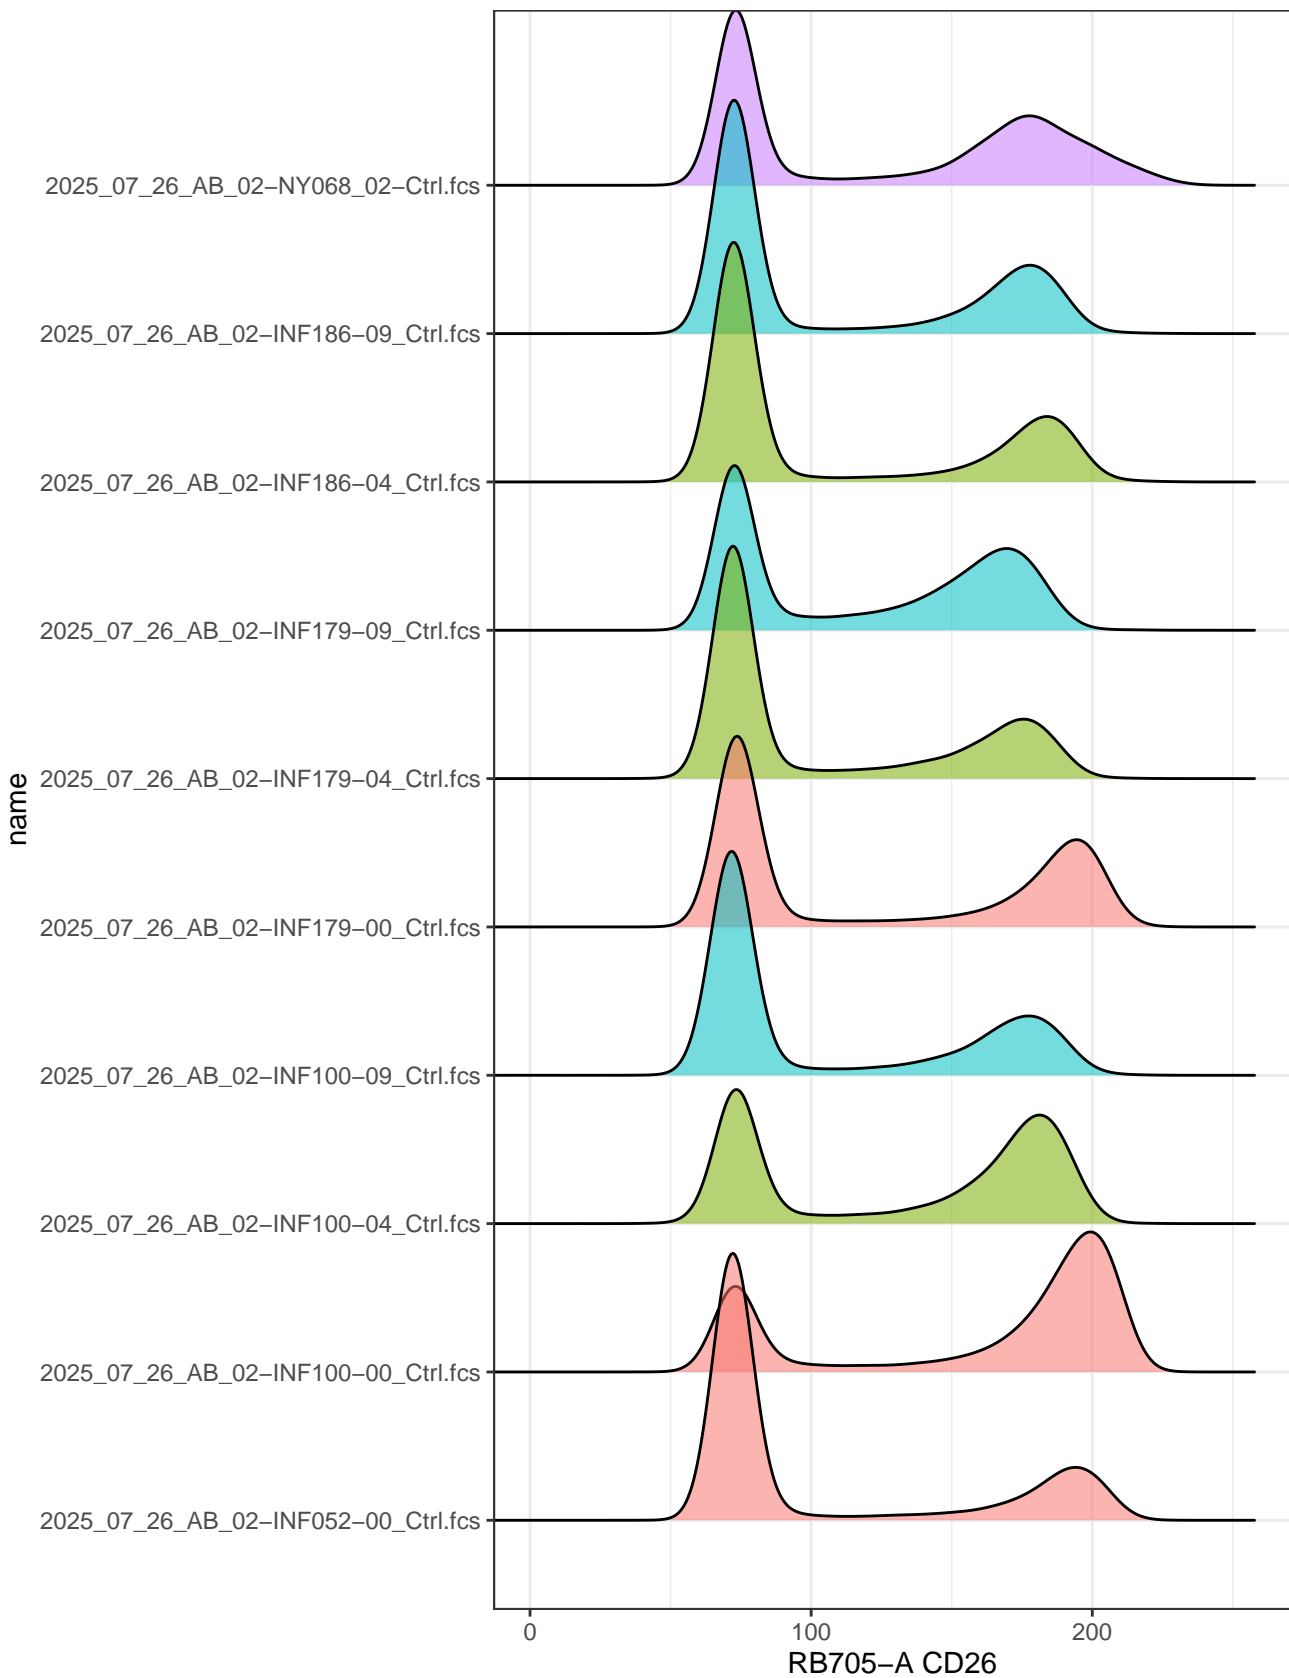 2025_07_26_AB_02−NY068_02−Ctrl.fcs
2025_07_26_AB_02−INF186−09_Ctrl.fcs
2025_07_26_AB_02−INF186−04_Ctrl.fcs
2025_07_26_AB_02−INF179−09_Ctrl.fcs
2025_07_26_AB_02−INF179−04_Ctrl.fcs
name
2025_07_26_AB_02−INF179−00_Ctrl.fcs
2025_07_26_AB_02−INF100−09_Ctrl.fcs
2025_07_26_AB_02−INF100−04_Ctrl.fcs
2025_07_26_AB_02−INF100−00_Ctrl.fcs
2025_07_26_AB_02−INF052−00_Ctrl.fcs
0 100 200
RB705−A CD26